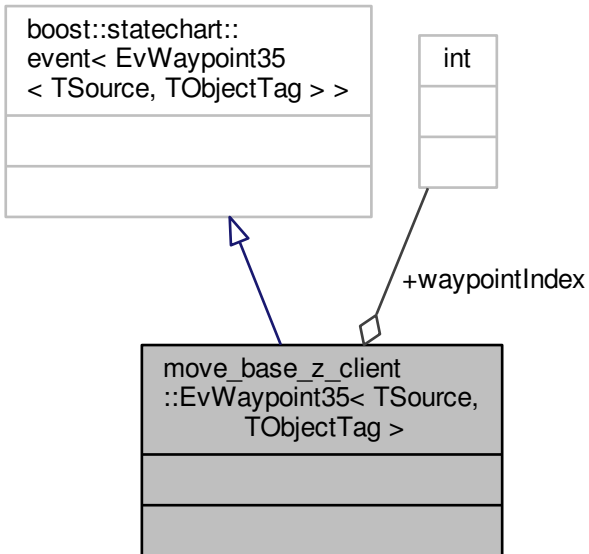 boost::statechart::
event< EvWaypoint35
< TSource, TObjectTag > >
int
+waypointIndex
move_base_z_client
::EvWaypoint35< TSource,
TObjectTag >